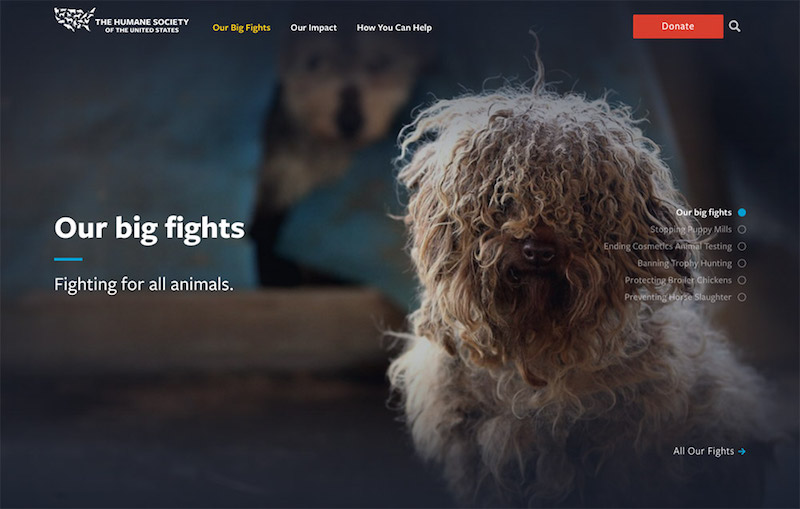 THE HUMANE SOCIETY
OF THE UNITED STATES
Our Big Fights
Our Impact
How You Can Help
Donate
Our big fights
Fighting for all animals.
Our big fights
Stopping Puppy Mills
Ending Cosmetics Animal Testing
Banning Trophy Hunting
Protecting Broiler Chickens
Preventing Horse Slaughter
All Our Fights